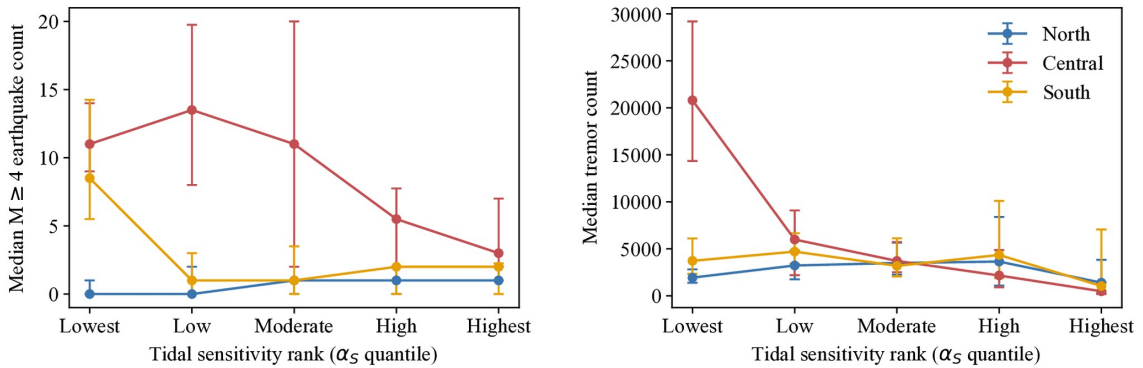 Median M ≥ 4 earthquake count
20
15
10
5
0
Lowest Low Moderate High Highest
Tidal sensitivity rank (αS quantile)
Median tremor count
30000
25000
20000
15000
10000
5000
0
North
Central
South
Lowest Low Moderate High Highest
Tidal sensitivity rank (αS quantile)